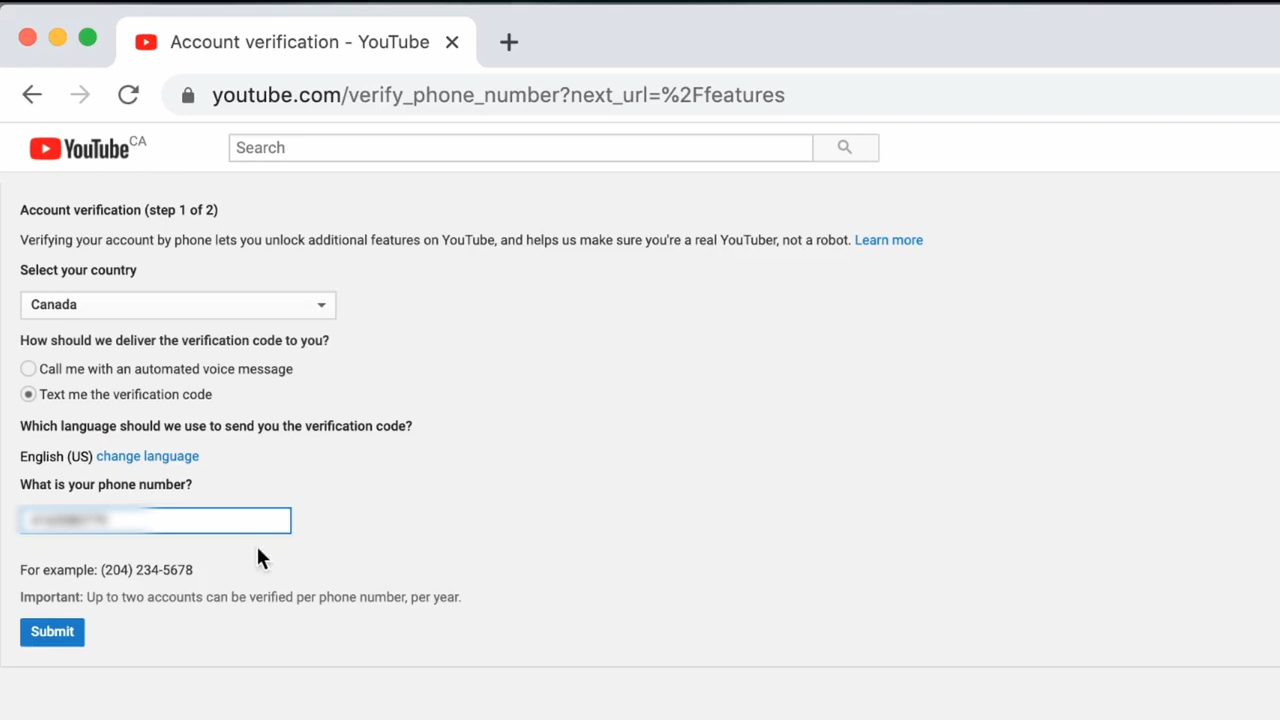 Account verification - YouTube
youtube.com/verify_phone_number?next_url=%2Ffeatures
YouTube CA
Search
Account verification (step 1 of 2)
Verifying your account by phone lets you unlock additional features on YouTube, and helps us make sure you're a real YouTuber, not a robot. Learn more
Select your country
Canada
How should we deliver the verification code to you?
Call me with an automated voice message
Text me the verification code
Which language should we use to send you the verification code?
English (US) change language
What is your phone number?
For example: (204) 234-5678
Important: Up to two accounts can be verified per phone number, per year.
Submit